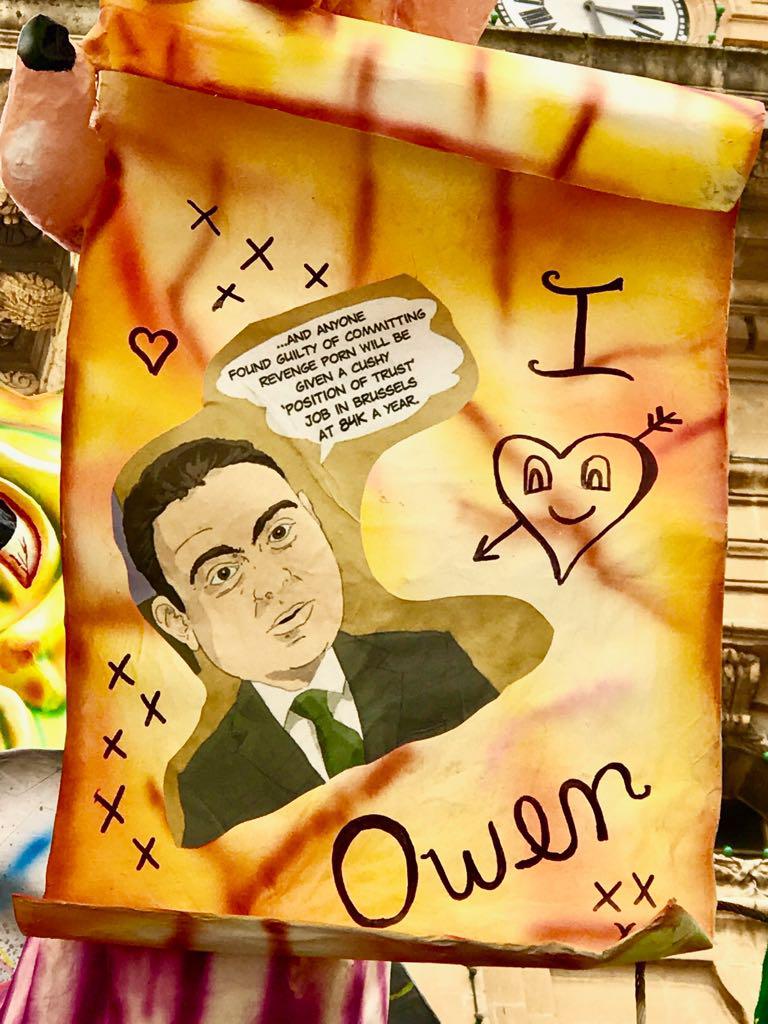 ...AND ANYONE
FOUND GUILTY OF COMMITTING
REVENGE PORN WILL BE
GIVEN A CUSHY
'POSITION OF TRUST'
JOB IN BRUSSELS
AT 84K A YEAR.
I
Owen